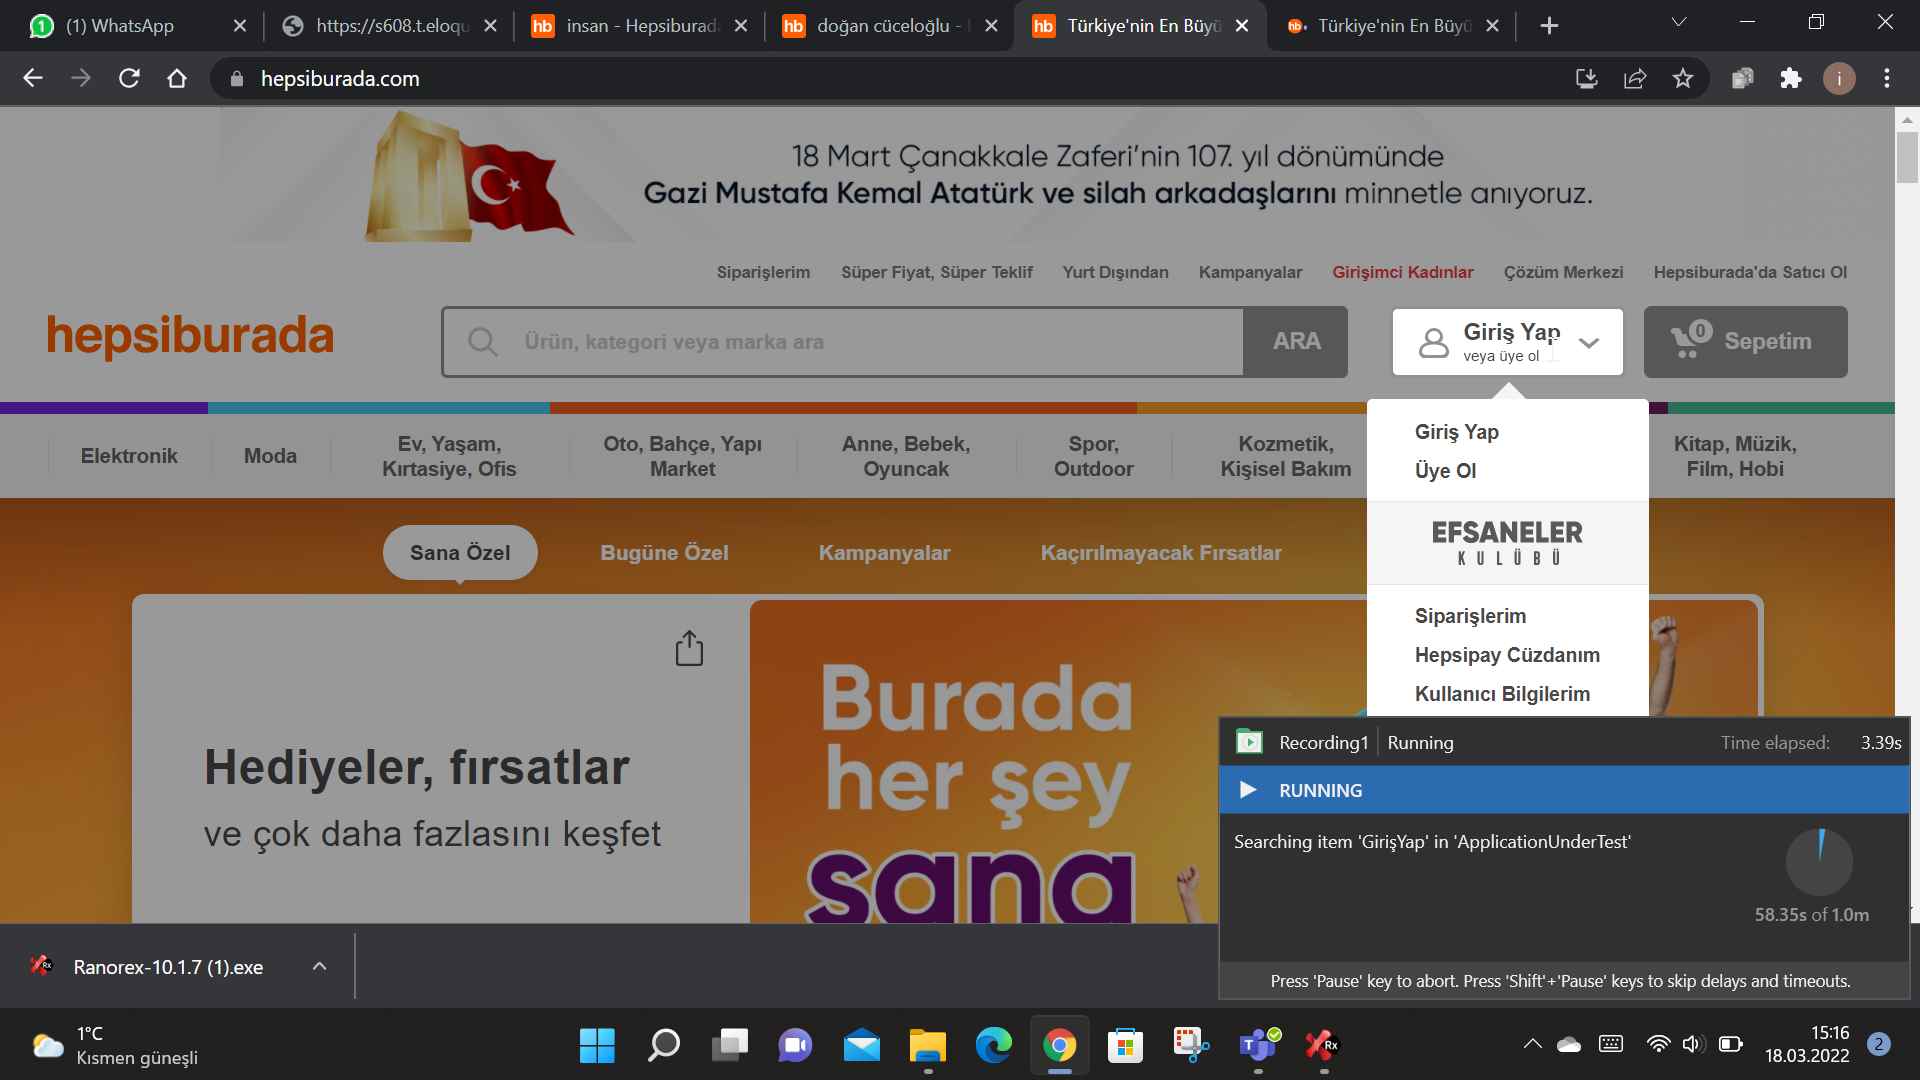 (1) WhatsApp
https://s608.t.eloqu
hb insan - Hepsiburad
hb doğan cüceloğlu -
hb Türkiye'nin En Büyü
hb Türkiye'nin En Büyü
hepsiburada.com
i
18 Mart Çanakkale Zaferi'nin 107. yıl dönümünde
Gazi Mustafa Kemal Atatürk ve silah arkadaşlarını minnetle anıyoruz.
Siparişlerim Süper Fiyat, Süper Teklif Yurt Dışından Kampanyalar Girişimci Kadınlar Çözüm Merkezi Hepsiburada'da Satıcı Ol
hepsiburada
Ürün, kategori veya marka ara
ARA
Giriş Yap
veya üye ol
0 Sepetim
Elektronik
Moda
Ev, Yaşam,
Kırtasiye, Ofis
Oto, Bahçe, Yapı
Market
Anne, Bebek,
Oyuncak
Spor,
Outdoor
Kozmetik,
Kişisel Bakım
Kitap, Müzik,
Film, Hobi
Giriş Yap
Üye Ol
EFSANELER
KULÜBÜ
Siparişlerim
Hepsipay Cüzdanım
Kullanıcı Bilgilerim
Sana Özel Bugüne Özel Kampanyalar Kaçırılmayacak Fırsatlar
Hediyeler, fırsatlar
ve çok daha fazlasını keşfet
Burada
her şey
sana
Recording1 Running Time elapsed: 3.39s
RUNNING
Searching item 'GirişYap' in 'ApplicationUnderTest'
58.35s of 1.0m
Press 'Pause' key to abort. Press 'Shift'+'Pause' keys to skip delays and timeouts.
Rx Ranorex-10.1.7 (1).exe
1°C
Kısmen güneşli
T
Rx
15:16
18.03.2022
2